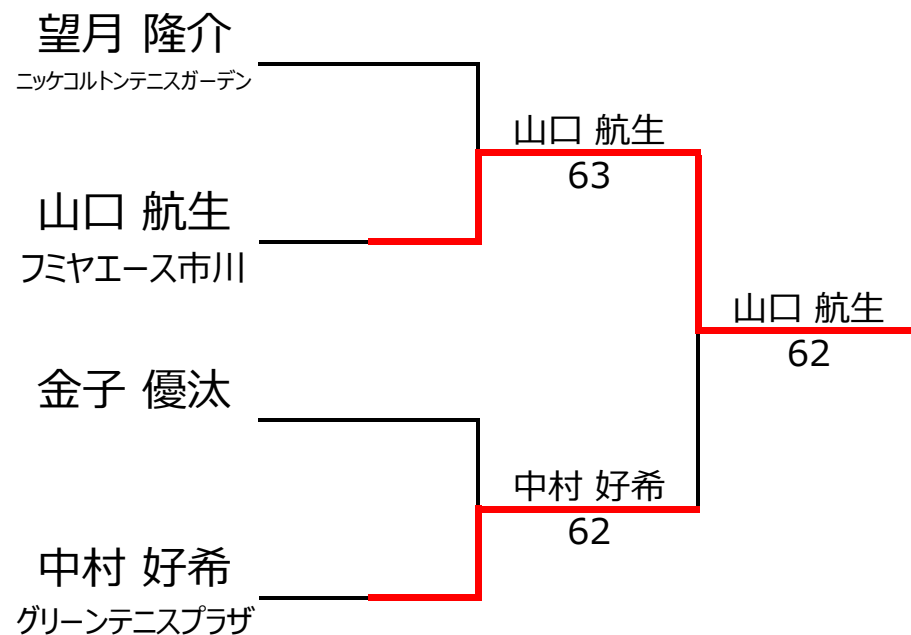 望月 隆介
ニッケコルトンテニスガーデン
山口 航生
63
山口 航生
フミヤエース市川
山口 航生
62
金子 優汰
中村 好希
62
中村 好希
グリーンテニスプラザ